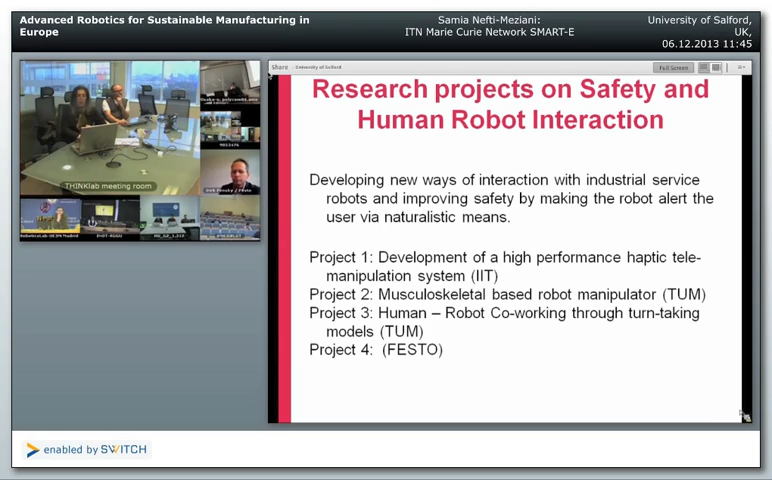 Advanced Robotics for Sustainable Manufacturing in
Europe
Samia Nefti-Meziani:
ITN Marie Curie Network SMART-E
University of Salford,
UK,
06.12.2013 11:45
Share
University of Salford
Full Screen
THINKlab meeting room
Research projects on Safety and
Human Robot Interaction
Developing new ways of interaction with industrial service
robots and improving safety by making the robot alert the
user via naturalistic means.
Project 1: Development of a high performance haptic tele-
manipulation system (IIT)
Project 2: Musculoskeletal based robot manipulator (TUM)
Project 3: Human – Robot Co-working through turn-taking
models (TUM)
Project 4: (FESTO)
enabled by SWITCH